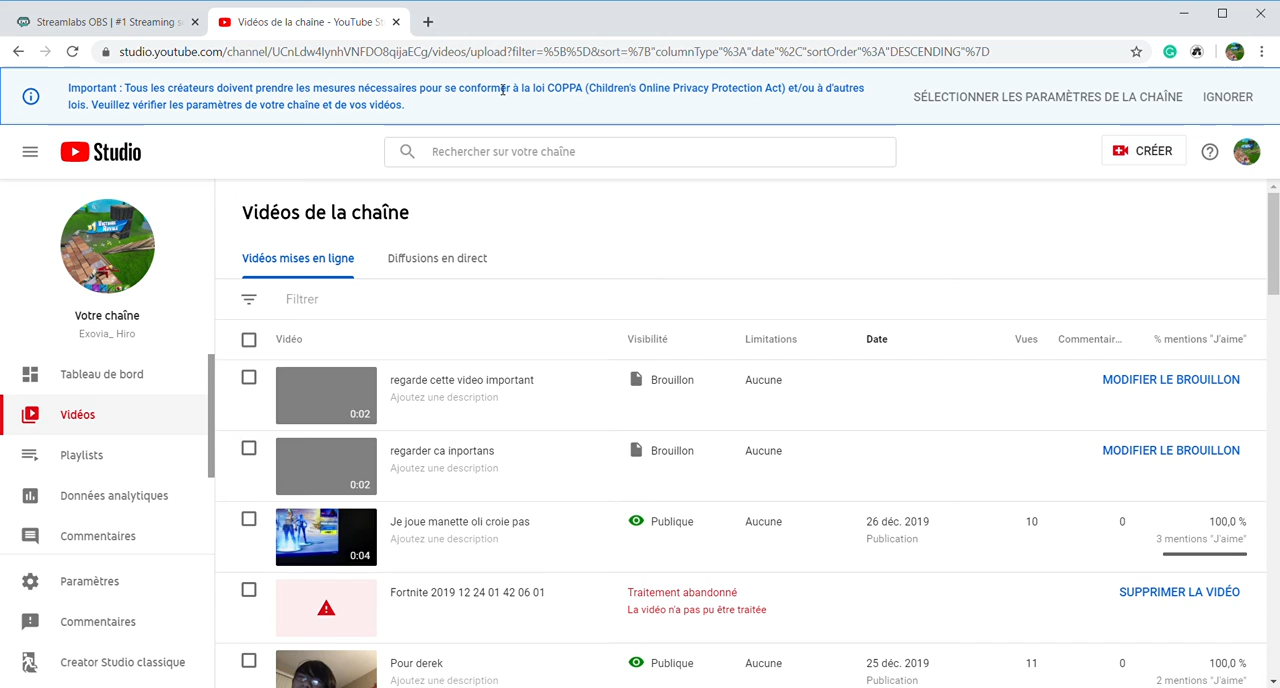 Streamlabs OBS | #1 Streaming s
Vidéos de la chaîne - YouTube St
studio.youtube.com/channel/UCnLdw4IynhVNFDO8qijaECg/videos/upload?filter=%5B%5D&sort=%7B"columnType"%3A"date"%2C"sortOrder"%3A"DESCENDING"%7D
Important : Tous les créateurs doivent prendre les mesures nécessaires pour se conformer à la loi COPPA (Children's Online Privacy Protection Act) et/ou à d'autres
lois. Veuillez vérifier les paramètres de votre chaîne et de vos vidéos.
SÉLECTIONNER LES PARAMÈTRES DE LA CHAÎNE
IGNORER
Studio
Rechercher sur votre chaîne
CRÉER
Votre chaîne
Exovia_ Hiro
Tableau de bord
Vidéos
Playlists
Données analytiques
Commentaires
Paramètres
Commentaires
Creator Studio classique
Vidéos de la chaîne
Vidéos mises en ligne
Diffusions en direct
Filtrer
Vidéo Visibilité Limitations Date Vues Commentair... % mentions "J'aime"
0:02
regarde cette video important Brouillon Aucune MODIFIER LE BROUILLON
Ajoutez une description
0:02
regarder ca inportans Brouillon Aucune MODIFIER LE BROUILLON
Ajoutez une description
0:04
Je joue manette oli croie pas Publique Aucune 26 déc. 2019 10 0 100,0 %
Ajoutez une description Publication 3 mentions "J'aime"
Fortnite 2019 12 24 01 42 06 01 Traitement abandonné SUPPRIMER LA VIDÉO
La vidéo n'a pas pu être traitée
Pour derek Publique Aucune 25 déc. 2019 11 0 100,0 %
Ajoutez une description Publication 2 mentions "J'aime"